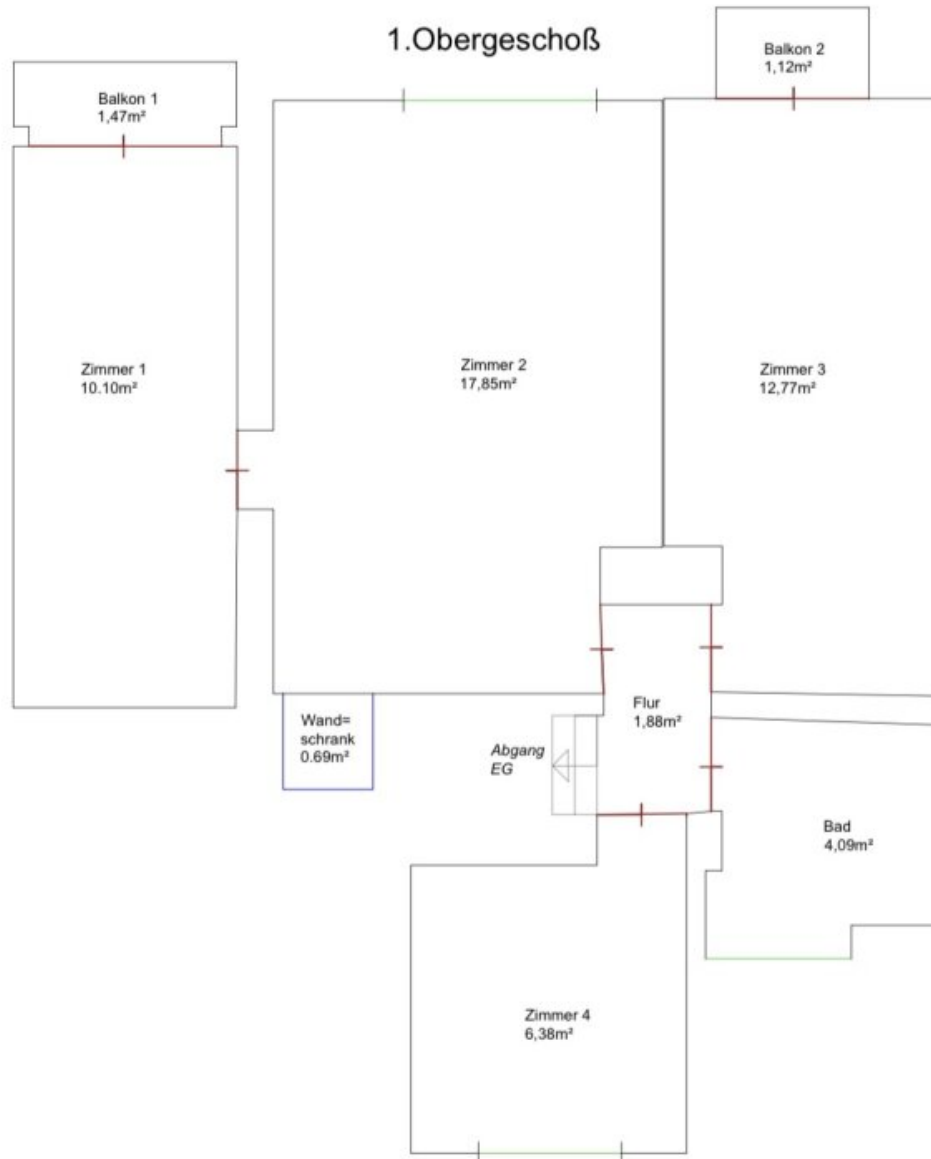 1.Obergeschoß
Balkon 2
1,12m²
Balkon 1
1,47m²
Zimmer 1
10.10m²
Zimmer 2
17,85m²
Zimmer 3
12,77m²
Wand=
schrank
0.69m²
Abgang
EG
Flur
1,88m²
Bad
4,09m²
Zimmer 4
6,38m²